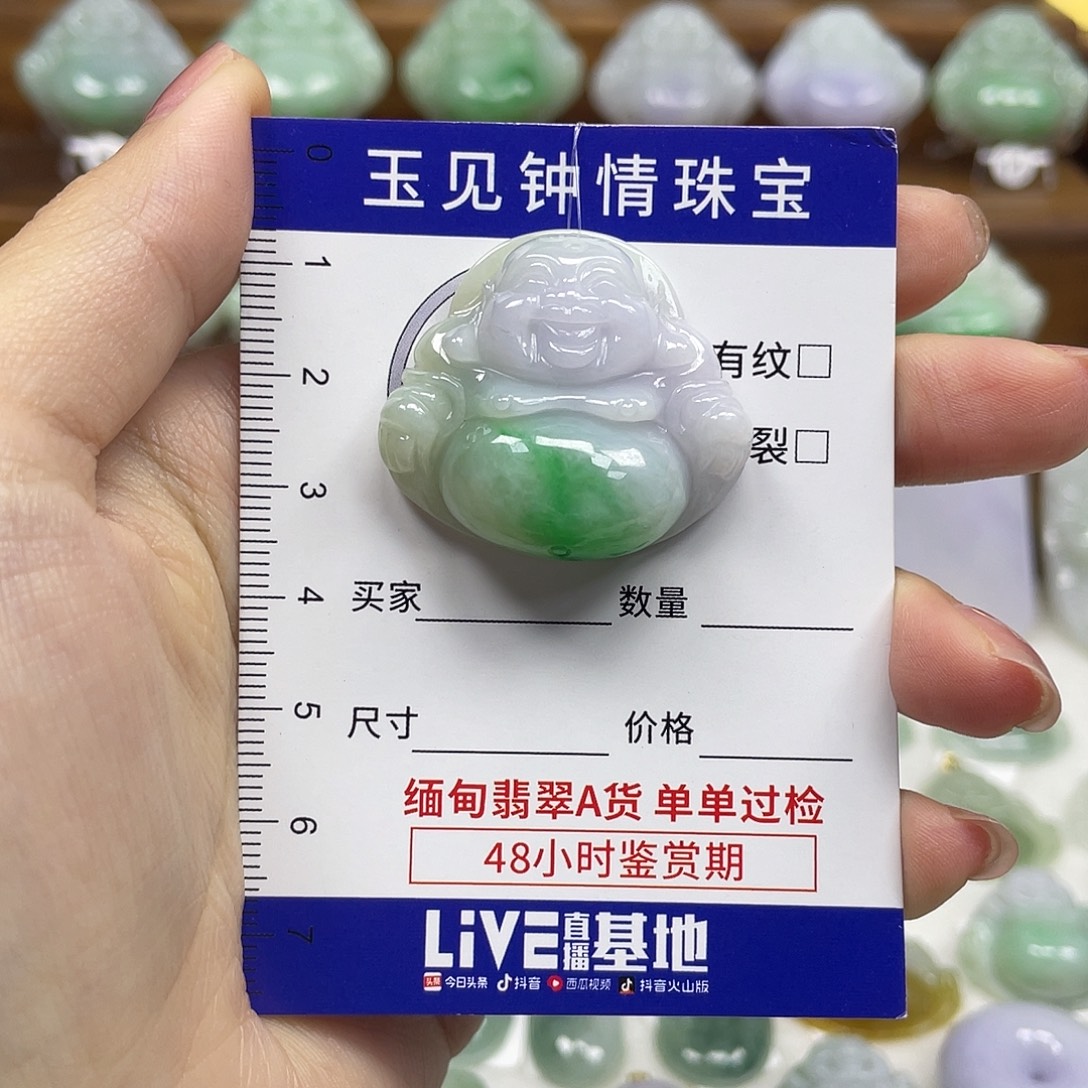 玉见钟情珠宝
0
1
2
3
4
5
6
7
有纹□
裂□
买家 数量
尺寸 价格
缅甸翡翠A货 单单过检
48小时鉴赏期
LiVE直播基地
头条 今日头条 抖音 西瓜视频 抖音火山版